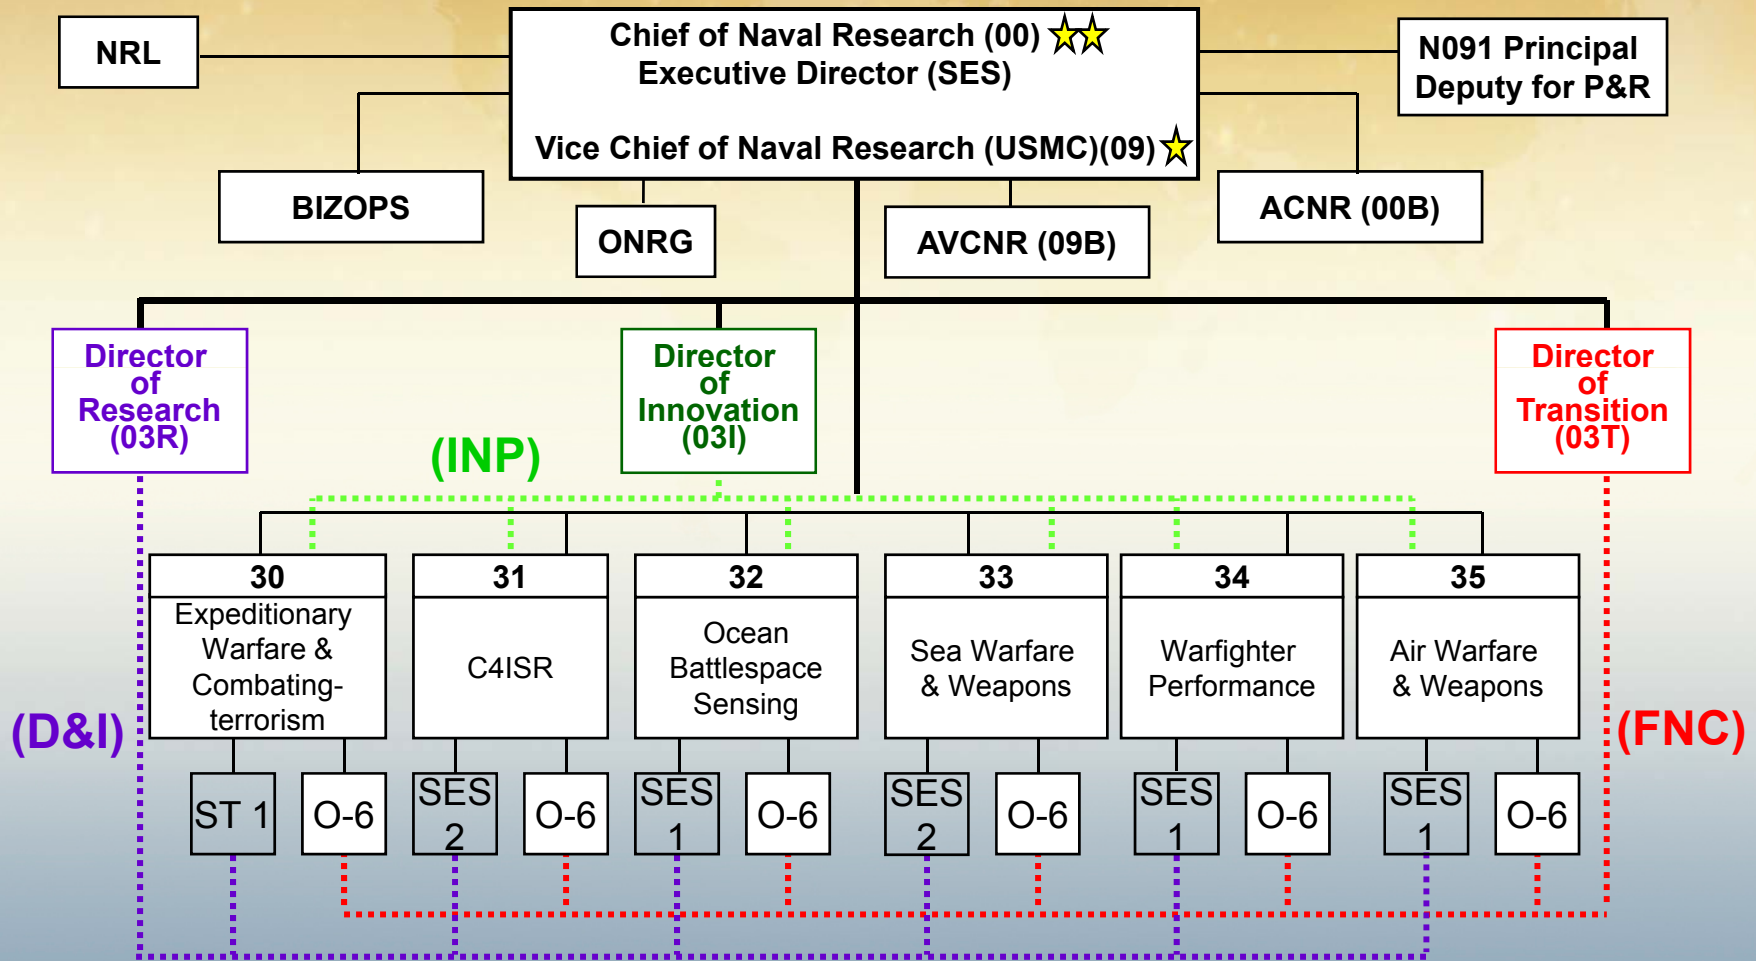 NRL
Chief of Naval Research (00)
Executive Director (SES)
Vice Chief of Naval Research (USMC)(09)
N091 Principal
Deputy for P&R
BIZOPS
ONRG
AVCNR (09B)
ACNR (00B)
Director
of
Research
(03R)
Director
of
Innovation
(03I)
Director
of
Transition
(03T)
(INP)
30
Expeditionary
Warfare &
Combating-
terrorism
31
C4ISR
32
Ocean
Battlespace
Sensing
33
Sea Warfare
& Weapons
34
Warfighter
Performance
35
Air Warfare
& Weapons
(D&I)
(FNC)
ST 1
O-6
SES
2
O-6
SES
1
O-6
SES
2
O-6
SES
1
O-6
SES
1
O-6